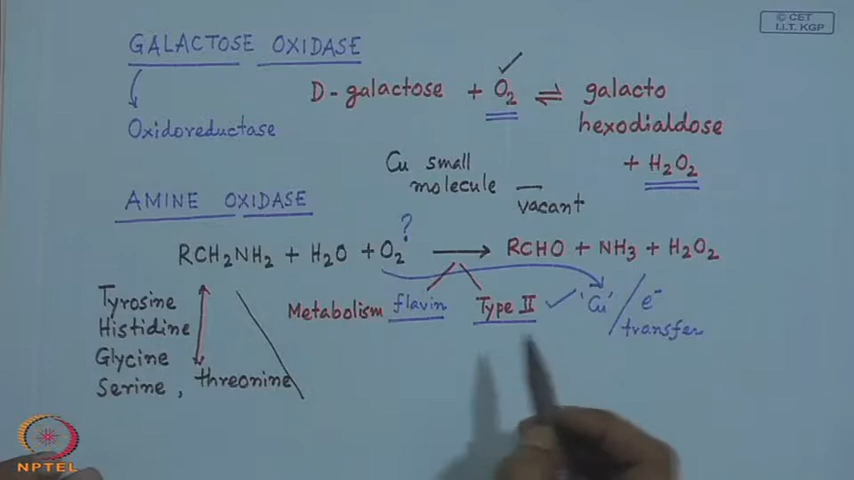 © CET
I.I.T. KGP
GALACTOSE OXIDASE
D-galactose + O2 ⇌ galacto
hexodialdose
+ H2O2
Oxidoreductase
Cu small
molecule —
vacant
AMINE OXIDASE
?
RCH2NH2 + H2O + O2 ⟶ RCHO + NH3 + H2O2
Metabolism flavin Type II ✓ 'Cu' / e-
transfer
Tyrosine
Histidine
Glycine
Serine , threonine
NPTEL